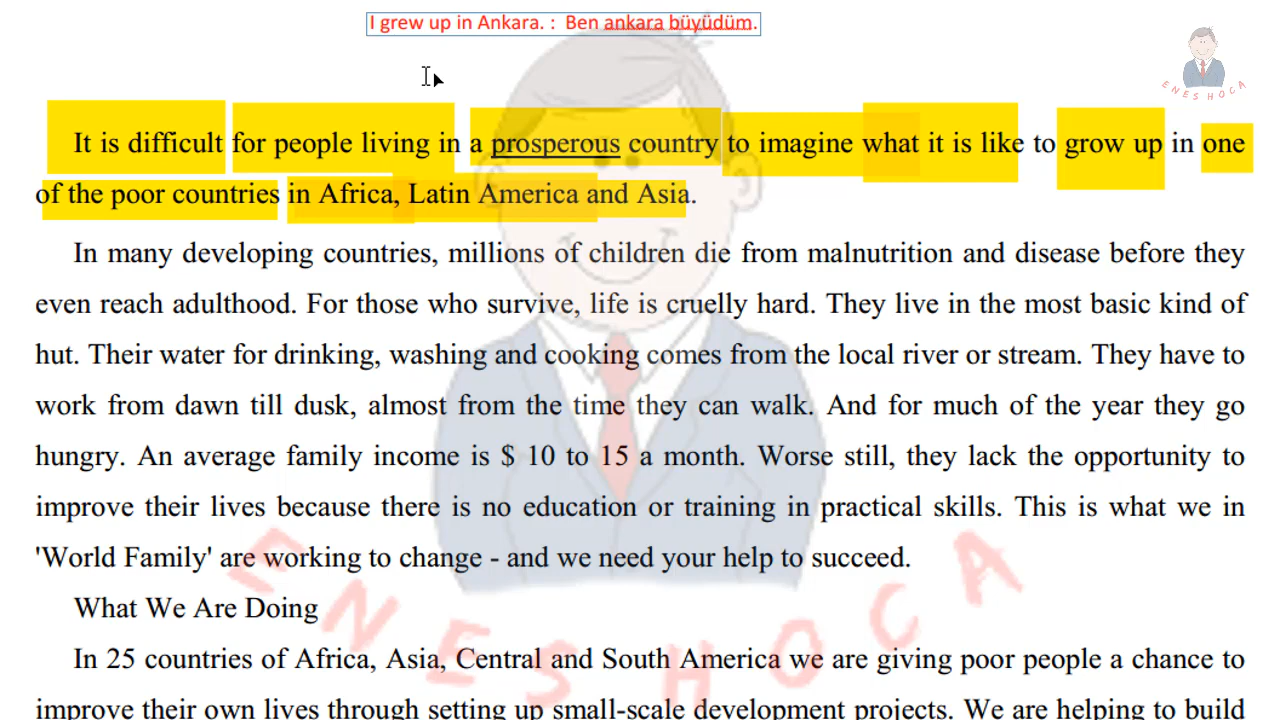 I grew up in Ankara. : Ben ankara büyüdüm.
ENES HOCA
It is difficult for people living in a prosperous country to imagine what it is like to grow up in one
of the poor countries in Africa, Latin America and Asia.
In many developing countries, millions of children die from malnutrition and disease before they
even reach adulthood. For those who survive, life is cruelly hard. They live in the most basic kind of
hut. Their water for drinking, washing and cooking comes from the local river or stream. They have to
work from dawn till dusk, almost from the time they can walk. And for much of the year they go
hungry. An average family income is $ 10 to 15 a month. Worse still, they lack the opportunity to
improve their lives because there is no education or training in practical skills. This is what we in
'World Family' are working to change - and we need your help to succeed.
What We Are Doing
In 25 countries of Africa, Asia, Central and South America we are giving poor people a chance to
improve their own lives through setting up small-scale development projects. We are helping to build
ENES HOCA